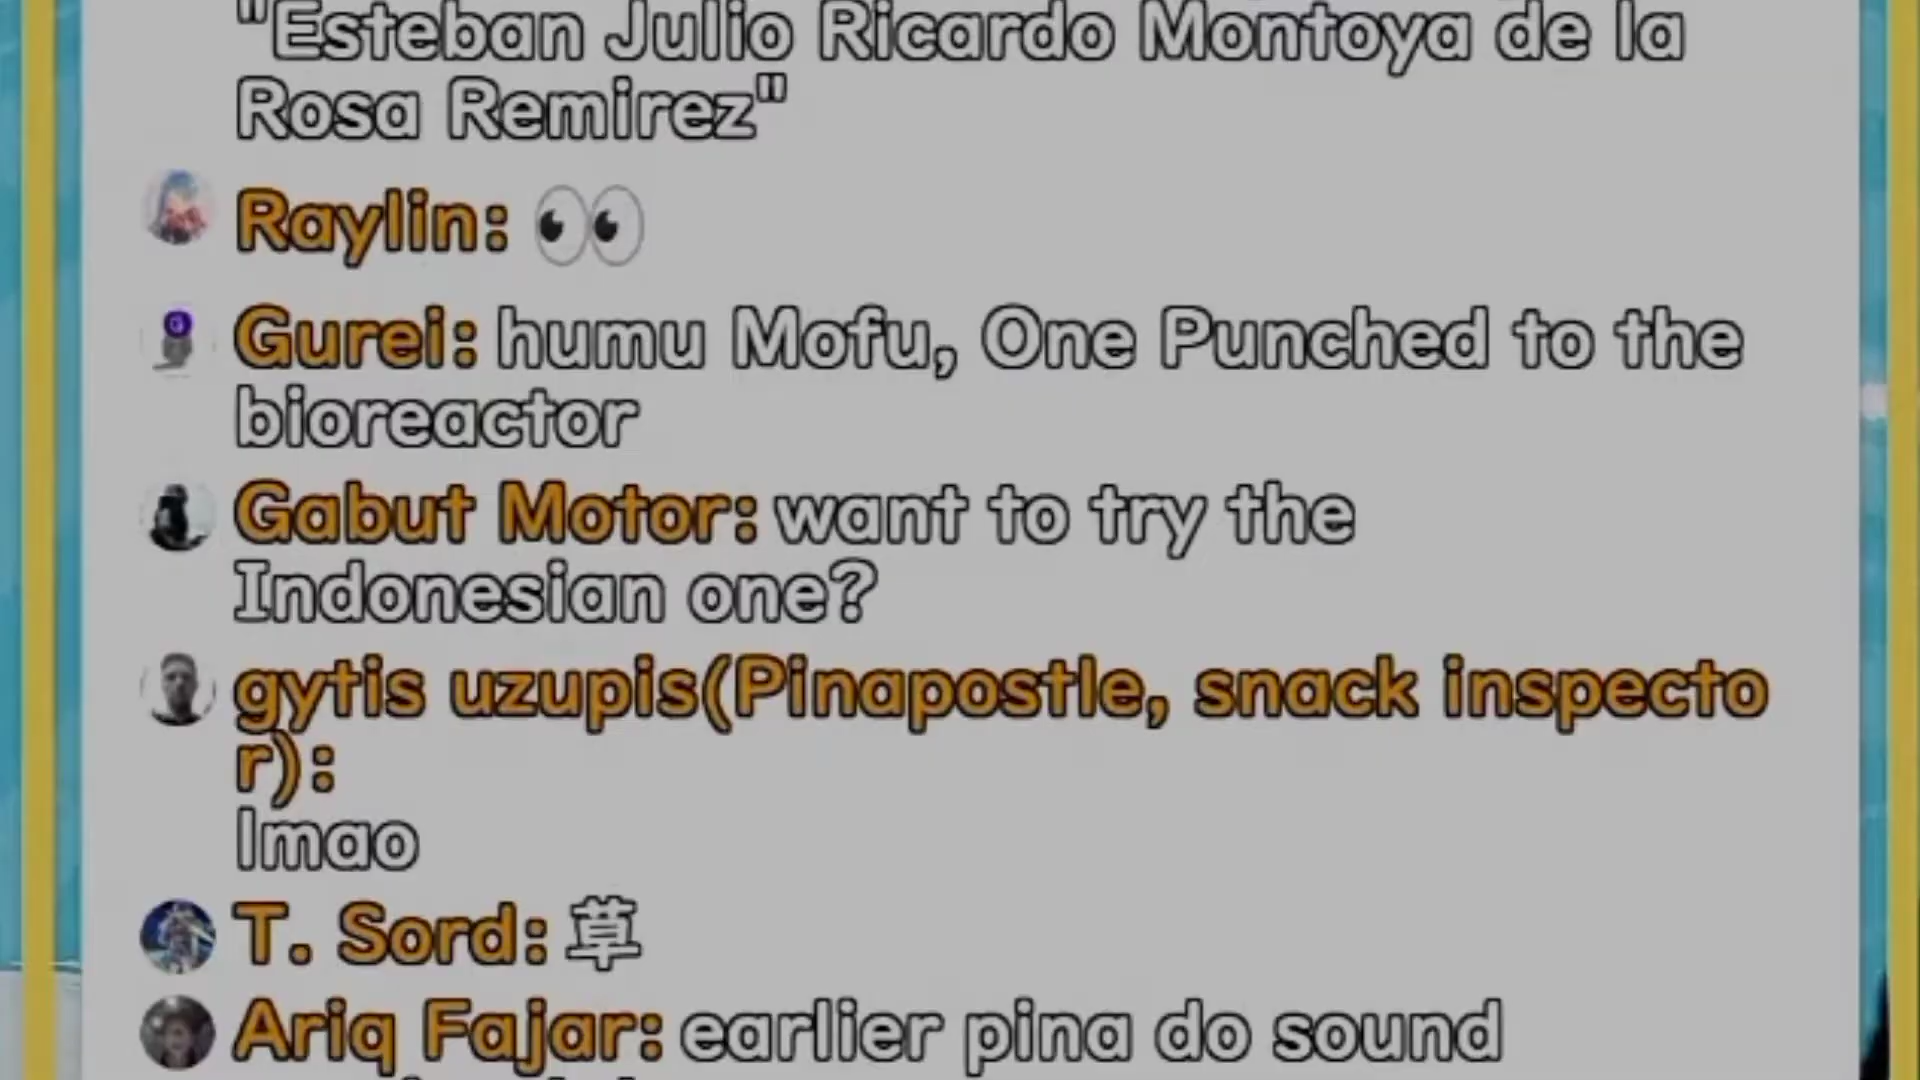 "Esteban Julio Ricardo Montoya de la
Rosa Remirez"
Raylin: 👀
Gurei: humu Mofu, One Punched to the
bioreactor
Gabut Motor: want to try the
Indonesian one?
gytis uzupis(Pinapostle, snack inspecto
r):
lmao
T. Sord: 草
Ariq Fajar: earlier pina do sound